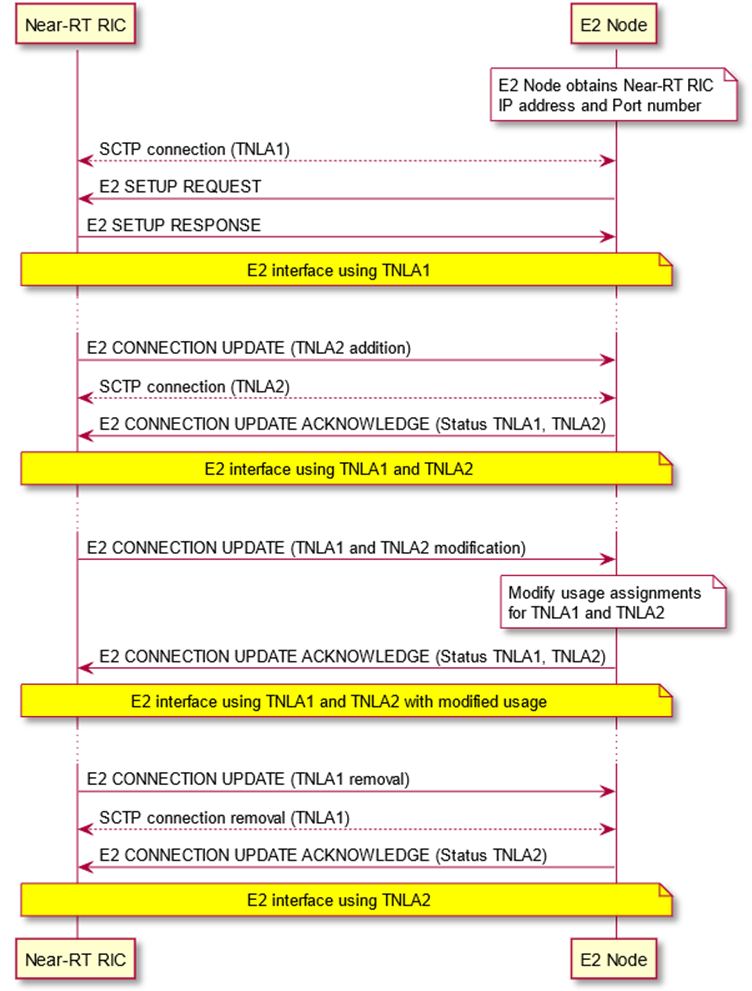 Near-RT RIC
E2 Node
E2 Node obtains Near-RT RIC
IP address and Port number
SCTP connection (TNLA1)
E2 SETUP REQUEST
E2 SETUP RESPONSE
E2 interface using TNLA1
E2 CONNECTION UPDATE (TNLA2 addition)
SCTP connection (TNLA2)
E2 CONNECTION UPDATE ACKNOWLEDGE (Status TNLA1, TNLA2)
E2 interface using TNLA1 and TNLA2
E2 CONNECTION UPDATE (TNLA1 and TNLA2 modification)
Modify usage assignments
for TNLA1 and TNLA2
E2 CONNECTION UPDATE ACKNOWLEDGE (Status TNLA1, TNLA2)
E2 interface using TNLA1 and TNLA2 with modified usage
E2 CONNECTION UPDATE (TNLA1 removal)
SCTP connection removal (TNLA1)
E2 CONNECTION UPDATE ACKNOWLEDGE (Status TNLA2)
E2 interface using TNLA2
Near-RT RIC
E2 Node